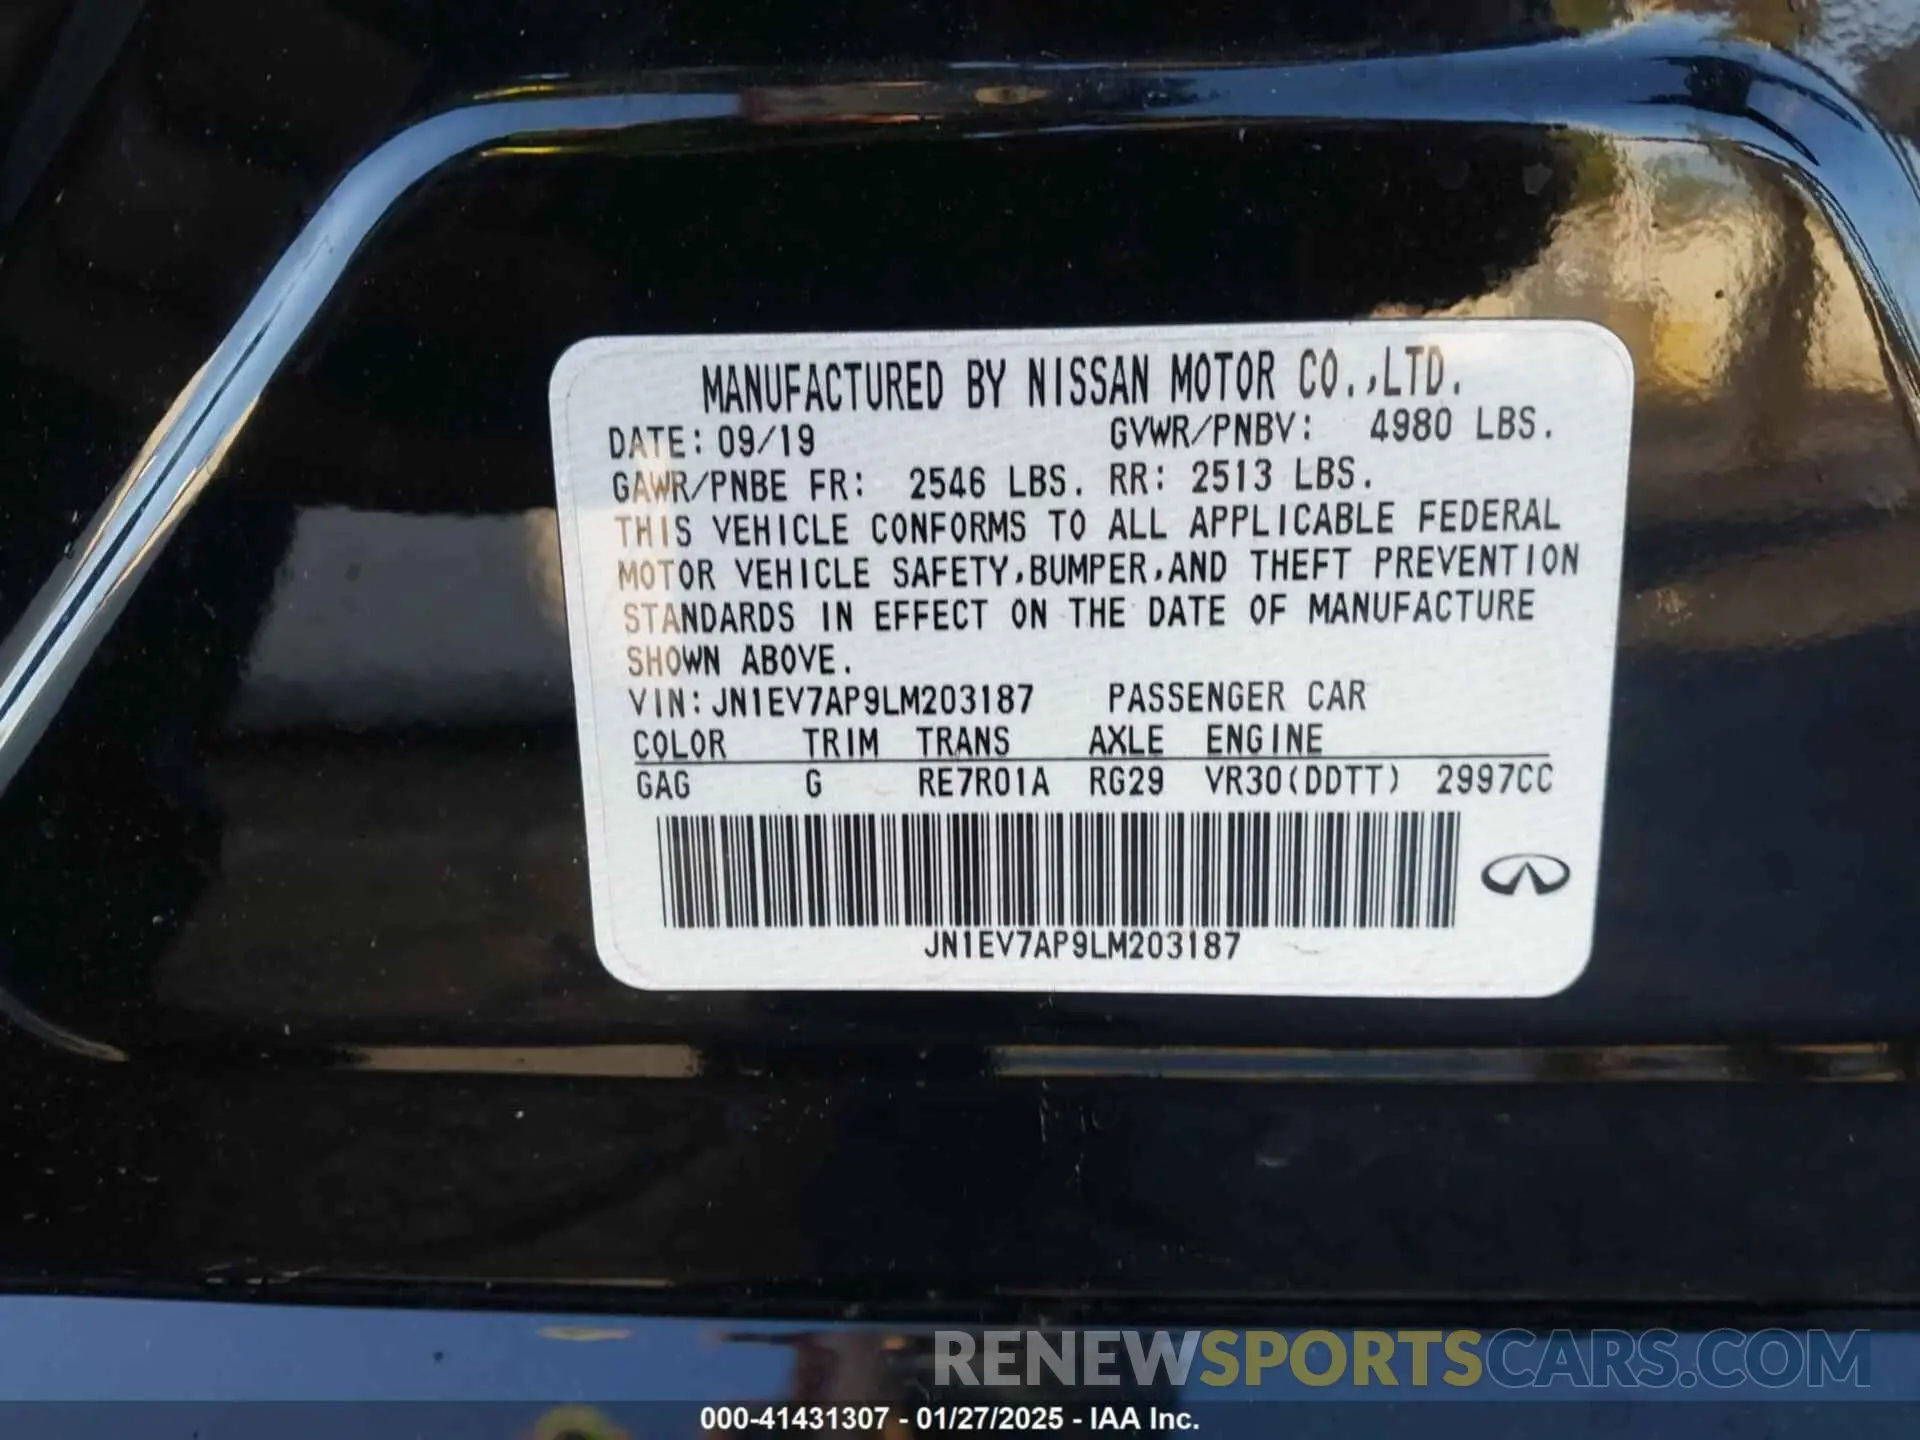 MANUFACTURED BY NISSAN MOTOR CO.,LTD.
DATE: 09/19 GVWR/PNBV: 4980 LBS.
GAWR/PNBE FR: 2546 LBS. RR: 2513 LBS.
THIS VEHICLE CONFORMS TO ALL APPLICABLE FEDERAL
MOTOR VEHICLE SAFETY,BUMPER,AND THEFT PREVENTION
STANDARDS IN EFFECT ON THE DATE OF MANUFACTURE
SHOWN ABOVE.
VIN:JN1EV7AP9LM203187 PASSENGER CAR
COLOR TRIM TRANS AXLE ENGINE
GAG G RE7R01A RG29 VR30(DDTT) 2997CC
JN1EV7AP9LM203187
RENEWSPORTSCARS.COM
000-41431307 - 01/27/2025 - IAA Inc.